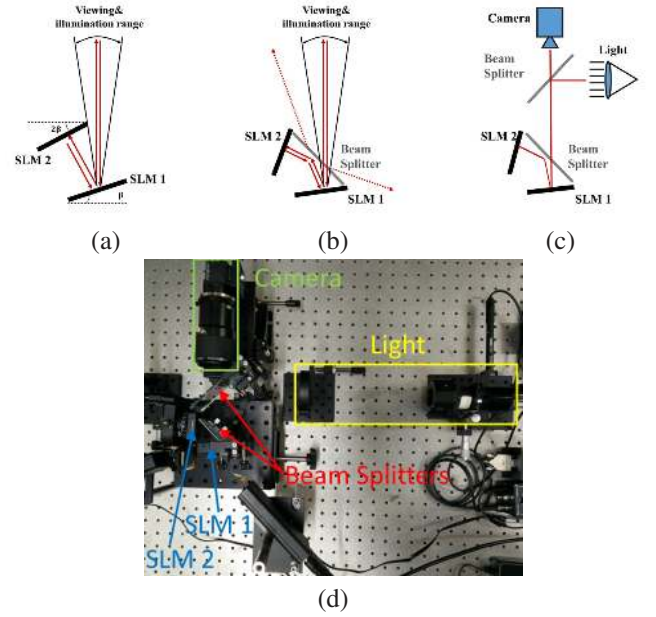 Viewing&
illumination range
2β
SLM 2
SLM 1
β
(a)
Viewing&
illumination range
SLM 2
Beam
Splitter
SLM 1
(b)
Camera
Light
Beam
Splitter
SLM 2
Beam
Splitter
SLM 1
(c)
Camera
Light
Beam Splitters
SLM 1
SLM 2
(d)